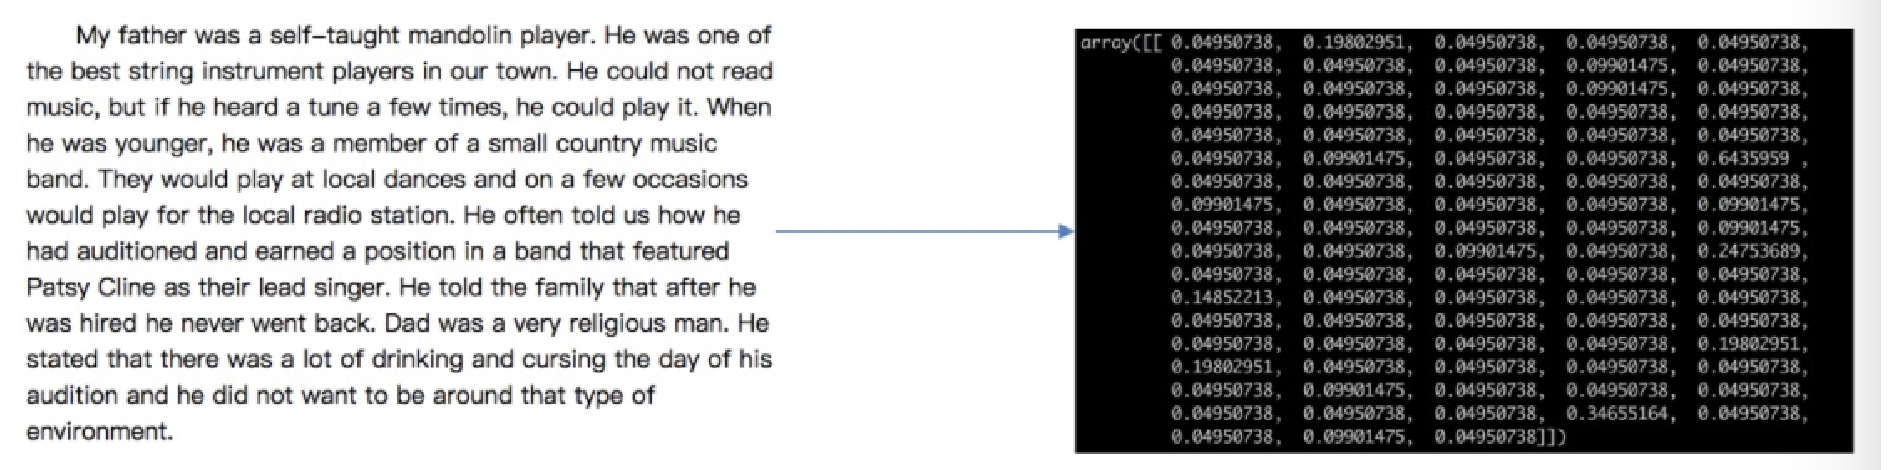 My father was a self-taught mandolin player. He was one of
the best string instrument players in our town. He could not read
music, but if he heard a tune a few times, he could play it. When
he was younger, he was a member of a small country music
band. They would play at local dances and on a few occasions
would play for the local radio station. He often told us how he
had auditioned and earned a position in a band that featured
Patsy Cline as their lead singer. He told the family that after he
was hired he never went back. Dad was a very religious man. He
stated that there was a lot of drinking and cursing the day of his
audition and he did not want to be around that type of
environment.
array([[ 0.04950738, 0.19802951, 0.04950738, 0.04950738, 0.04950738,
0.04950738, 0.04950738, 0.04950738, 0.09901475, 0.04950738,
0.04950738, 0.04950738, 0.04950738, 0.09901475, 0.04950738,
0.04950738, 0.04950738, 0.04950738, 0.04950738, 0.04950738,
0.04950738, 0.04950738, 0.04950738, 0.04950738, 0.04950738,
0.04950738, 0.09901475, 0.04950738, 0.04950738, 0.6435959 ,
0.04950738, 0.04950738, 0.04950738, 0.04950738, 0.04950738,
0.09901475, 0.04950738, 0.04950738, 0.04950738, 0.09901475,
0.04950738, 0.04950738, 0.04950738, 0.04950738, 0.09901475,
0.04950738, 0.04950738, 0.09901475, 0.04950738, 0.24753689,
0.04950738, 0.04950738, 0.04950738, 0.04950738, 0.04950738,
0.14852213, 0.04950738, 0.04950738, 0.04950738, 0.04950738,
0.04950738, 0.04950738, 0.04950738, 0.04950738, 0.04950738,
0.04950738, 0.04950738, 0.04950738, 0.04950738, 0.19802951,
0.19802951, 0.04950738, 0.04950738, 0.04950738, 0.04950738,
0.04950738, 0.09901475, 0.04950738, 0.04950738, 0.04950738,
0.04950738, 0.04950738, 0.04950738, 0.34655164, 0.04950738,
0.04950738, 0.09901475, 0.04950738]])